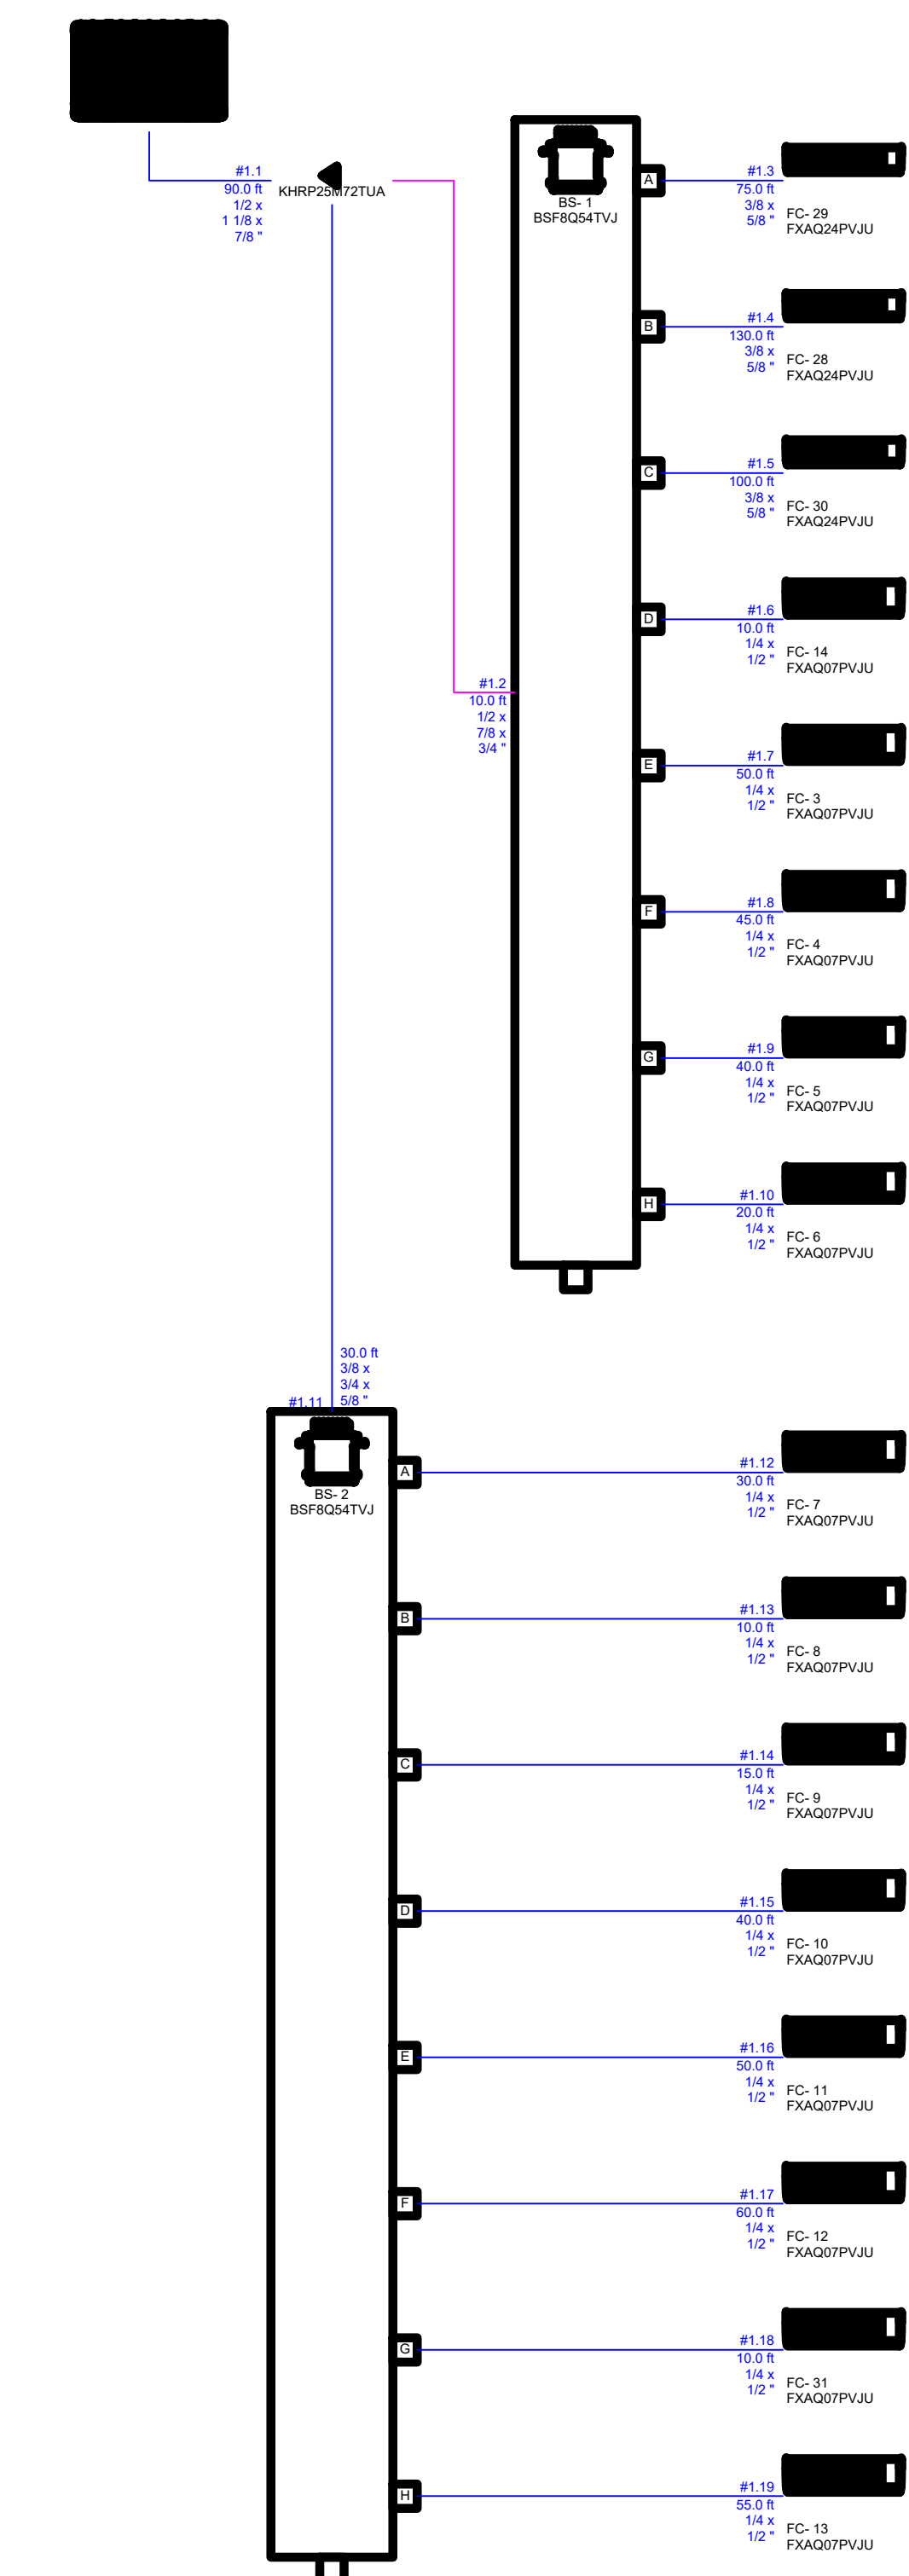 #1.1
90.0 ft
1/2 x
1 1/8 x
7/8 "
KHRP25M72TUA
BS- 1
BSF8Q54TVJ
#1.2
10.0 ft
1/2 x
7/8 x
3/4 "
A
#1.3
75.0 ft
3/8 x
5/8 "
FC- 29
FXAQ24PVJU
B
#1.4
130.0 ft
3/8 x
5/8 "
FC- 28
FXAQ24PVJU
C
#1.5
100.0 ft
3/8 x
5/8 "
FC- 30
FXAQ24PVJU
D
#1.6
10.0 ft
1/4 x
1/2 "
FC- 14
FXAQ07PVJU
E
#1.7
50.0 ft
1/4 x
1/2 "
FC- 3
FXAQ07PVJU
F
#1.8
45.0 ft
1/4 x
1/2 "
FC- 4
FXAQ07PVJU
G
#1.9
40.0 ft
1/4 x
1/2 "
FC- 5
FXAQ07PVJU
H
#1.10
20.0 ft
1/4 x
1/2 "
FC- 6
FXAQ07PVJU
#1.11
30.0 ft
3/8 x
3/4 x
5/8 "
BS- 2
BSF8Q54TVJ
A
#1.12
30.0 ft
1/4 x
1/2 "
FC- 7
FXAQ07PVJU
B
#1.13
10.0 ft
1/4 x
1/2 "
FC- 8
FXAQ07PVJU
C
#1.14
15.0 ft
1/4 x
1/2 "
FC- 9
FXAQ07PVJU
D
#1.15
40.0 ft
1/4 x
1/2 "
FC- 10
FXAQ07PVJU
E
#1.16
50.0 ft
1/4 x
1/2 "
FC- 11
FXAQ07PVJU
F
#1.17
60.0 ft
1/4 x
1/2 "
FC- 12
FXAQ07PVJU
G
#1.18
10.0 ft
1/4 x
1/2 "
FC- 31
FXAQ07PVJU
H
#1.19
55.0 ft
1/4 x
1/2 "
FC- 13
FXAQ07PVJU